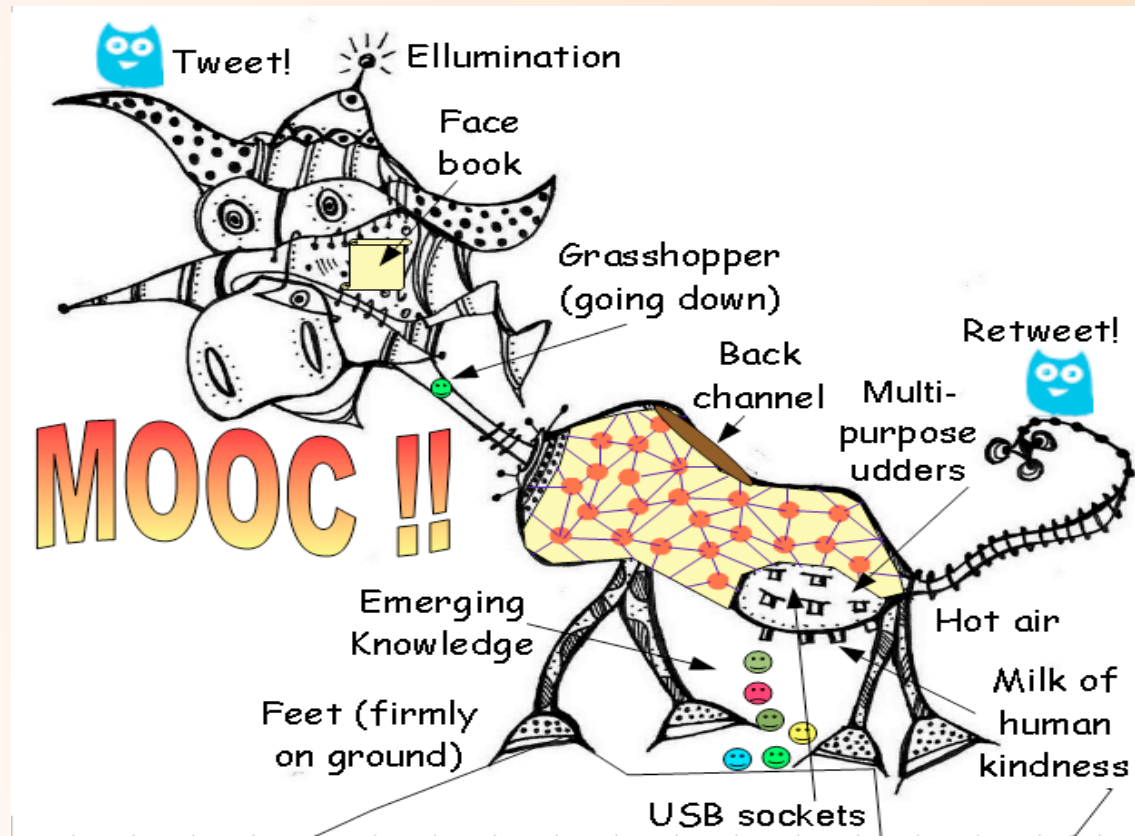 Tweet!
Ellumination
Face
book
Grasshopper
(going down)
Retweet!
Back
channel
Multi-
purpose
udders
MOOC !!
Emerging
Knowledge
Hot air
Feet (firmly
on ground)
Milk of
human
kindness
USB sockets